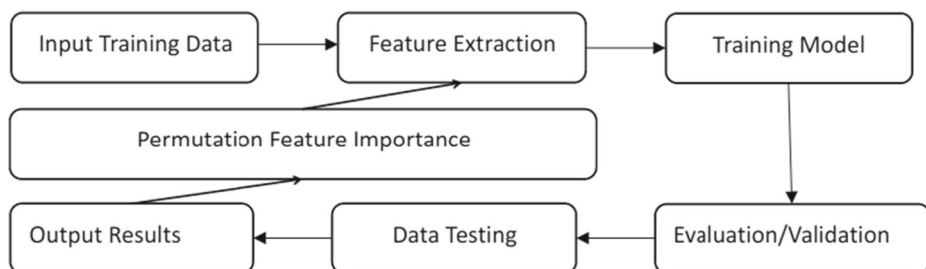 Input Training Data
Feature Extraction
Training Model
Permutation Feature Importance
Output Results
Data Testing
Evaluation/Validation